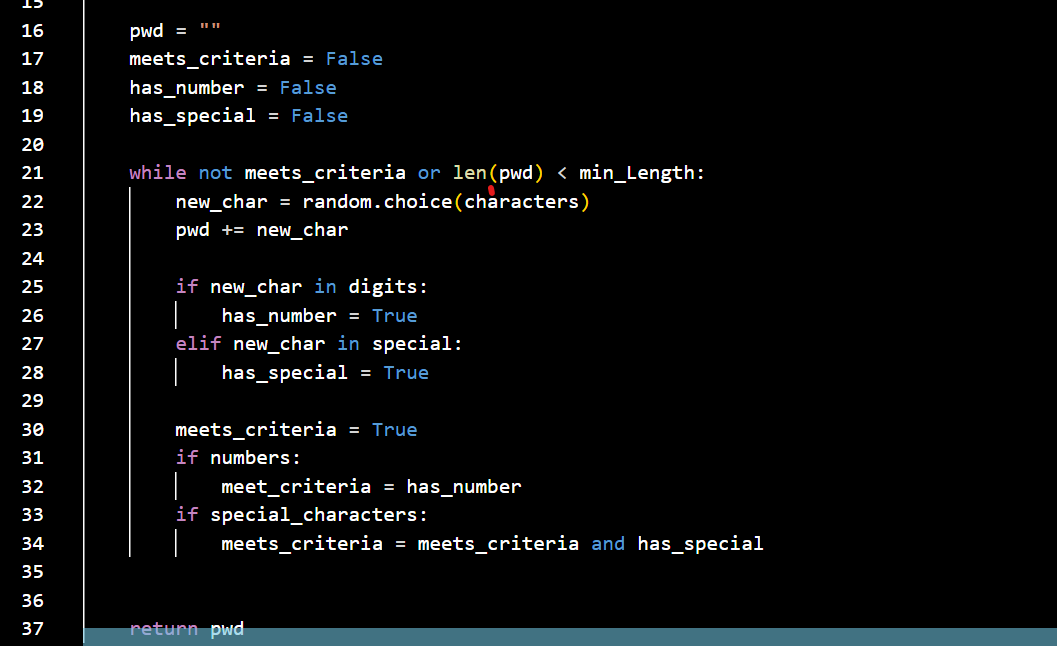 15
16 pwd = ""
17 meets_criteria = False
18 has_number = False
19 has_special = False
20
21 while not meets_criteria or len(pwd) < min_Length:
22 new_char = random.choice(characters)
23 pwd += new_char
24
25 if new_char in digits:
26 has_number = True
27 elif new_char in special:
28 has_special = True
29
30 meets_criteria = True
31 if numbers:
32 meet_criteria = has_number
33 if special_characters:
34 meets_criteria = meets_criteria and has_special
35
36
37 return pwd